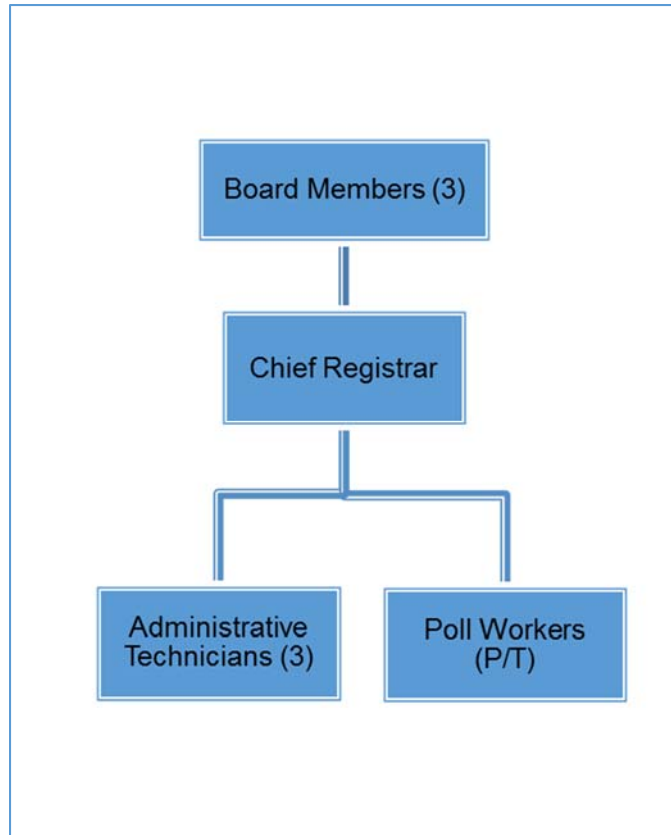 Board Members (3)
Chief Registrar
Administrative
Technicians (3)
Poll Workers
(P/T)